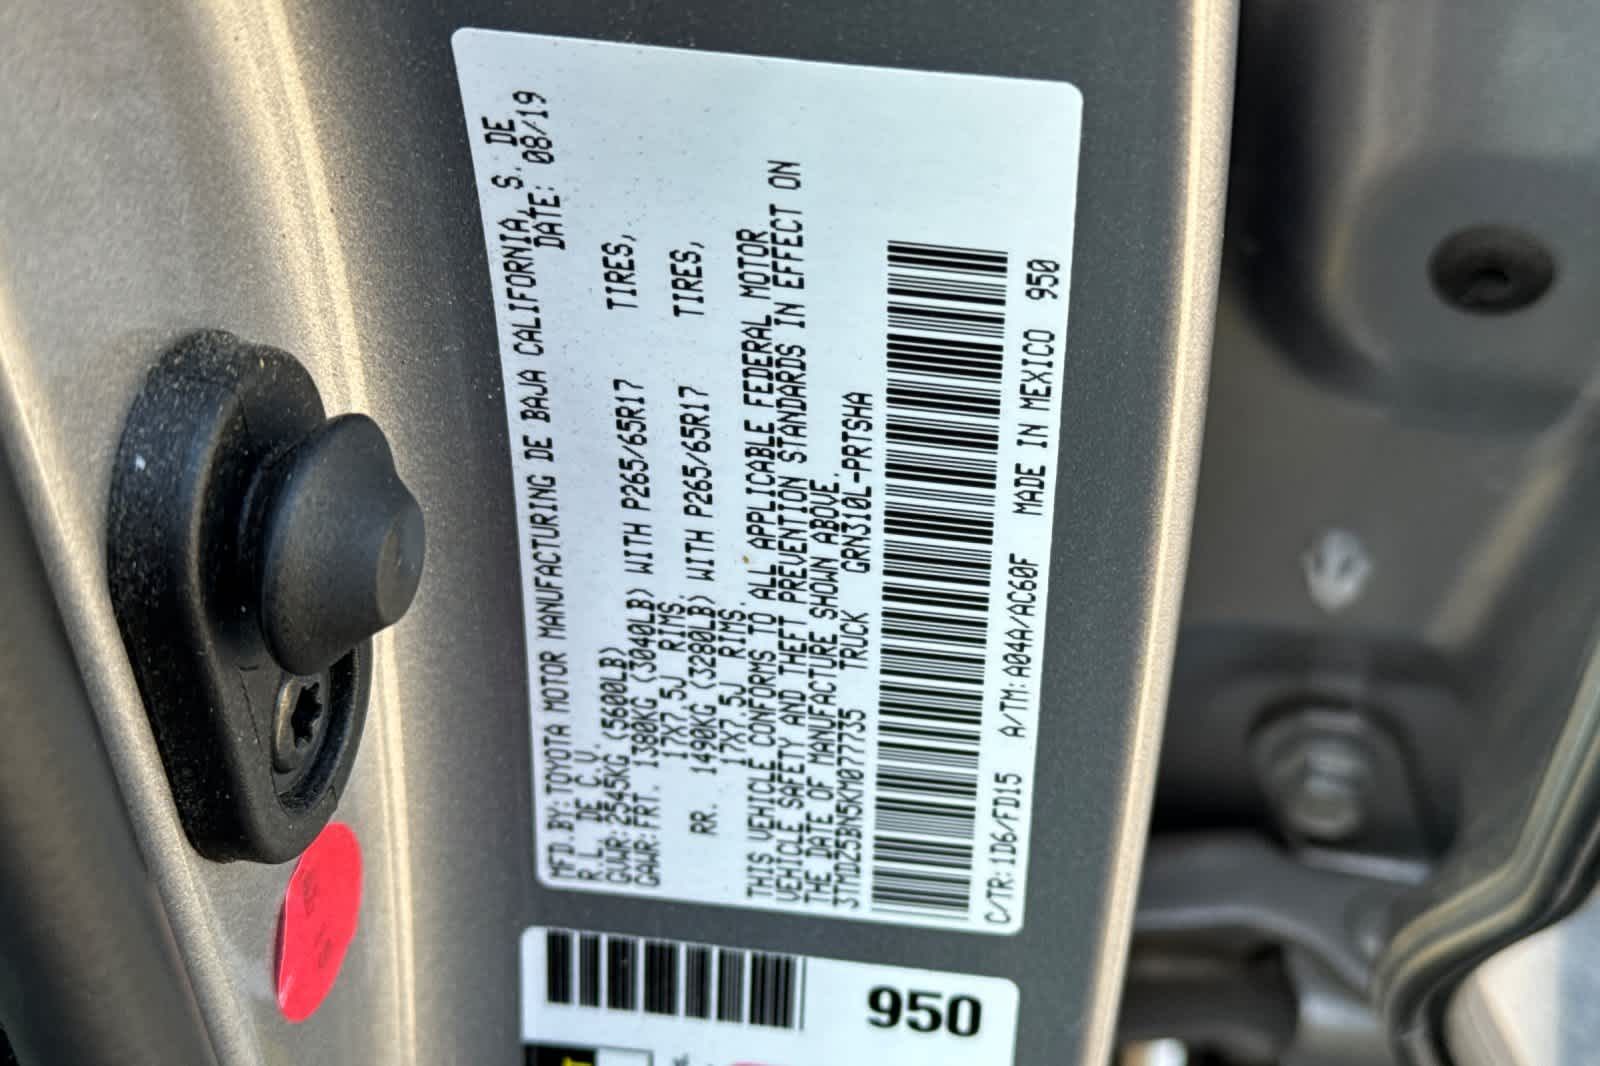 MFD.BY:TOYOTA MOTOR MANUFACTURING DE BAJA CALIFORNIA, S. DE
R.L. DE C.V. DATE: 08/19
GVWR:2545KG (5600LB)
GAWR:FRT. 1380KG (3040LB) WITH P265/65R17 TIRES,
17X7.5J RIMS.
RR. 1490KG (3280LB) WITH P265/65R17 TIRES,
17X7.5J RIMS.
THIS VEHICLE CONFORMS TO ALL APPLICABLE FEDERAL MOTOR
VEHICLE SAFETY AND THEFT PREVENTION STANDARDS IN EFFECT ON
THE DATE OF MANUFACTURE SHOWN ABOVE.
3TMDZ5BN5KM077735 TRUCK GRN310L-PRTSHA
C/TR:1D6/FD15 A/TM:A04A/AC60F MADE IN MEXICO 950
950